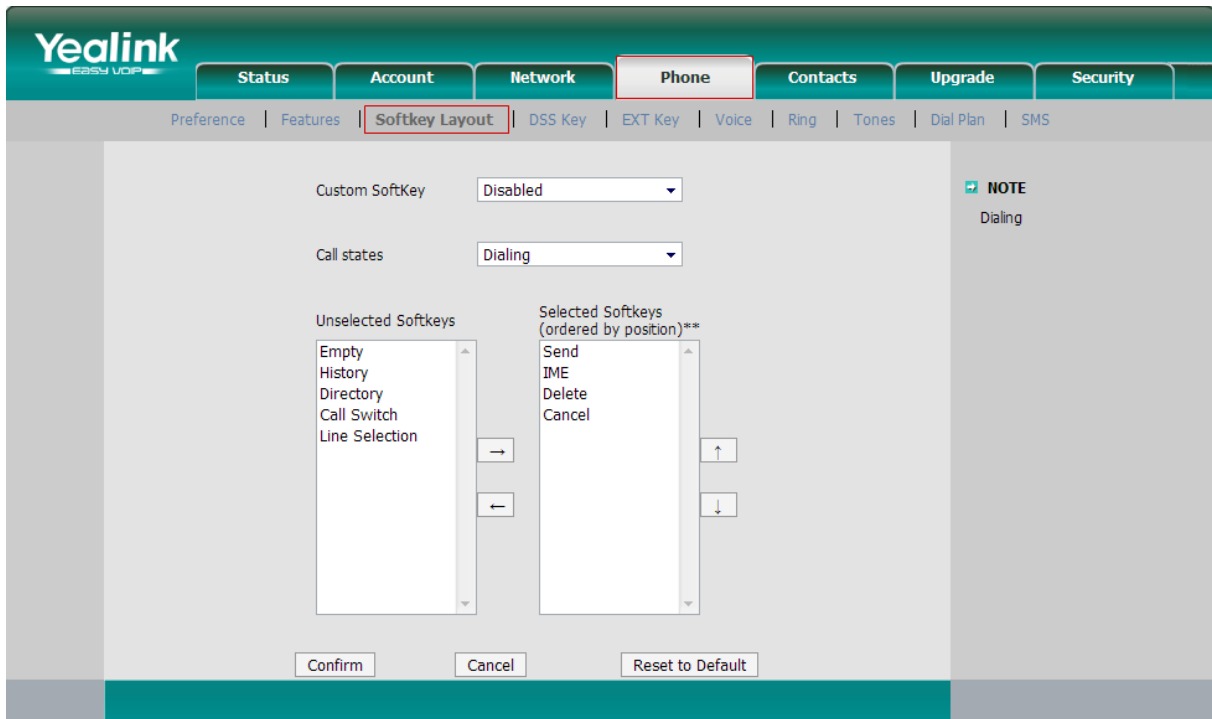 Yealink
EASY VOIP
Status Account Network Phone Contacts Upgrade Security
Preference | Features | Softkey Layout | DSS Key | EXT Key | Voice | Ring | Tones | Dial Plan | SMS
Custom SoftKey Disabled
NOTE
Dialing
Call states Dialing
Unselected Softkeys
Empty
History
Directory
Call Switch
Line Selection
→
←
Selected Softkeys
(ordered by position)**
Send
IME
Delete
Cancel
↑
↓
Confirm Cancel Reset to Default